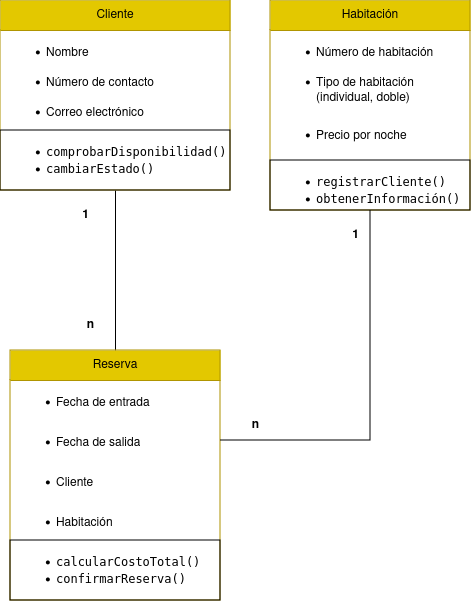 Cliente
• Nombre
• Número de contacto
• Correo electrónico
• comprobarDisponibilidad()
• cambiarEstado()
Habitación
• Número de habitación
• Tipo de habitación
(individual, doble)
• Precio por noche
• registrarCliente()
• obtenerInformación()
1
1
n
n
Reserva
• Fecha de entrada
• Fecha de salida
• Cliente
• Habitación
• calcularCostoTotal()
• confirmarReserva()